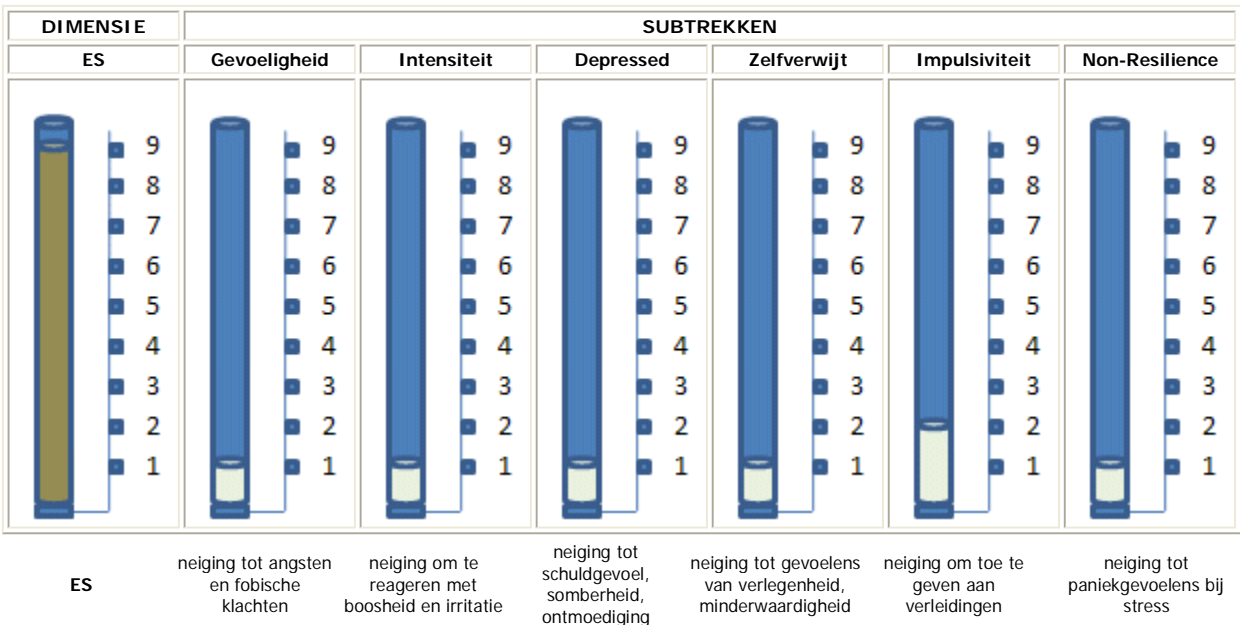 DIMENSIE SUBTREKKEN
ES Gevoeligheid Intensiteit Depressed Zelfverwijt Impulsiviteit Non-Resilience
9 9 9 9 9 9 9
8 8 8 8 8 8 8
7 7 7 7 7 7 7
6 6 6 6 6 6 6
5 5 5 5 5 5 5
4 4 4 4 4 4 4
3 3 3 3 3 3 3
2 2 2 2 2 2 2
1 1 1 1 1 1 1
ES
neiging tot angsten
en fobische
klachten
neiging om te
reageren met
boosheid en irritatie
neiging tot
schuldgevoel,
somberheid,
ontmoediging
neiging tot gevoelens
van verlegenheid,
minderwaardigheid
neiging om toe te
geven aan
verleidingen
neiging tot
paniekgevoelens bij
stress